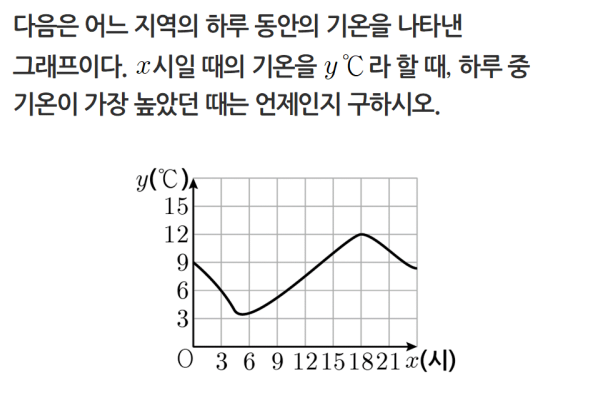 다음은 어느 지역의 하루 동안의 기온을 나타낸
그래프이다. x시일 때의 기온을 y℃라 할 때, 하루 중
기온이 가장 높았던 때는 언제인지 구하시오.
y(℃)
15
12
9
6
3
O 3 6 9 12 15 18 21 x(시)